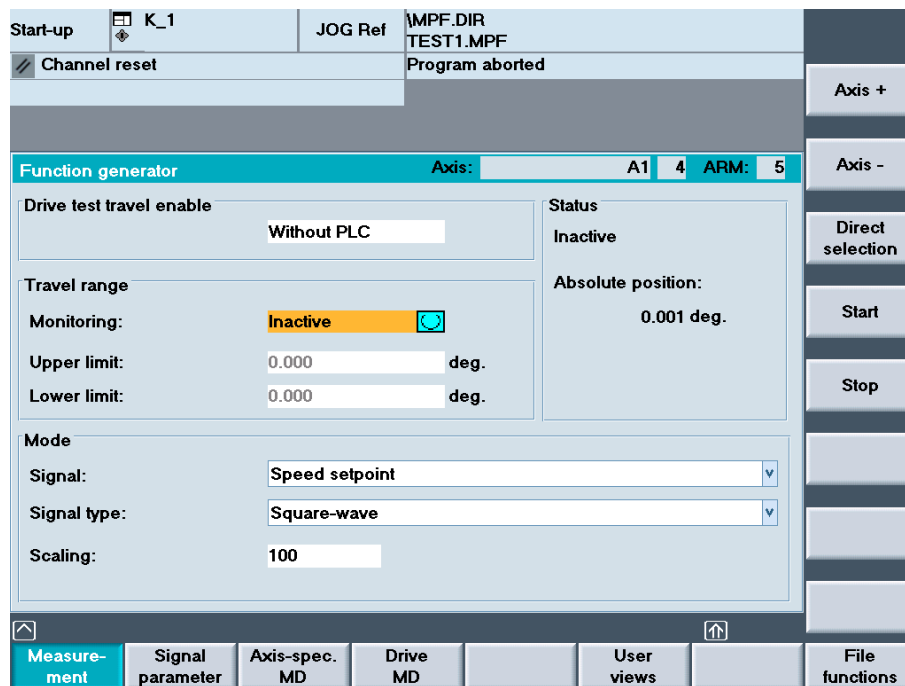 Start-up
K_1
JOG Ref
\MPF.DIR
TEST1.MPF
Channel reset
Program aborted
Function generator
Axis:
A1
4
ARM:
5
Drive test travel enable
Without PLC
Travel range
Monitoring:
Inactive
Upper limit:
0.000
deg.
Lower limit:
0.000
deg.
Status
Inactive
Absolute position:
0.001 deg.
Mode
Signal:
Speed setpoint
Signal type:
Square-wave
Scaling:
100
Axis +
Axis -
Direct
selection
Start
Stop
Measure-
ment
Signal
parameter
Axis-spec.
MD
Drive
MD
User
views
File
functions